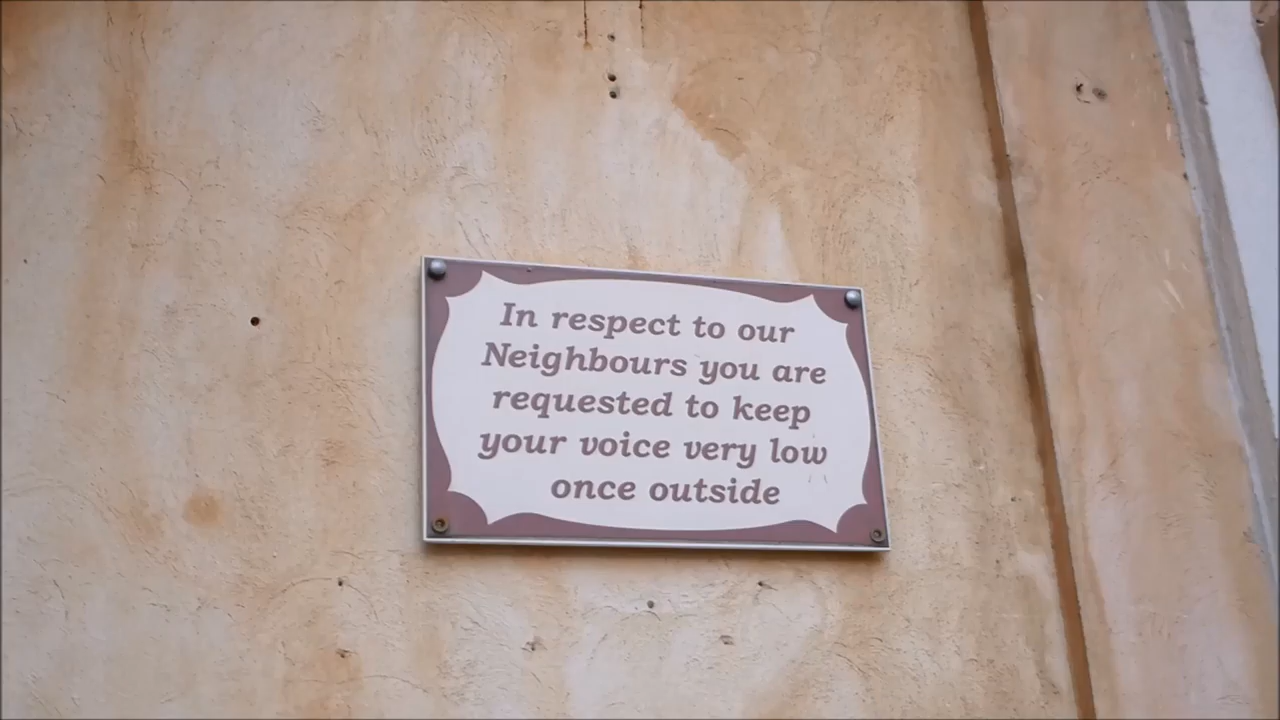 In respect to our
Neighbours you are
requested to keep
your voice very low
once outside